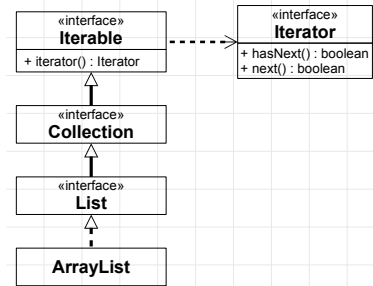 «interface»
Iterable
+ iterator() : Iterator
«interface»
Iterator
+ hasNext() : boolean
+ next() : boolean
«interface»
Collection
«interface»
List
ArrayList